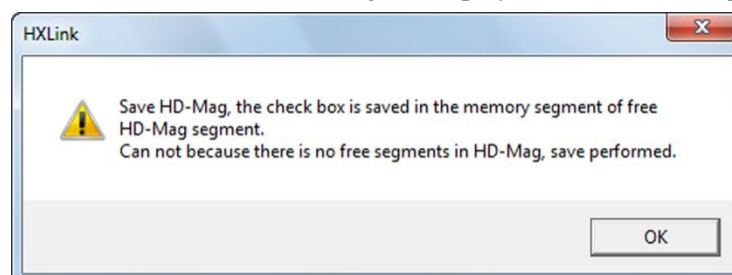 HXLink
Save HD-Mag, the check box is saved in the memory segment of free
HD-Mag segment.
Can not because there is no free segments in HD-Mag, save performed.
OK